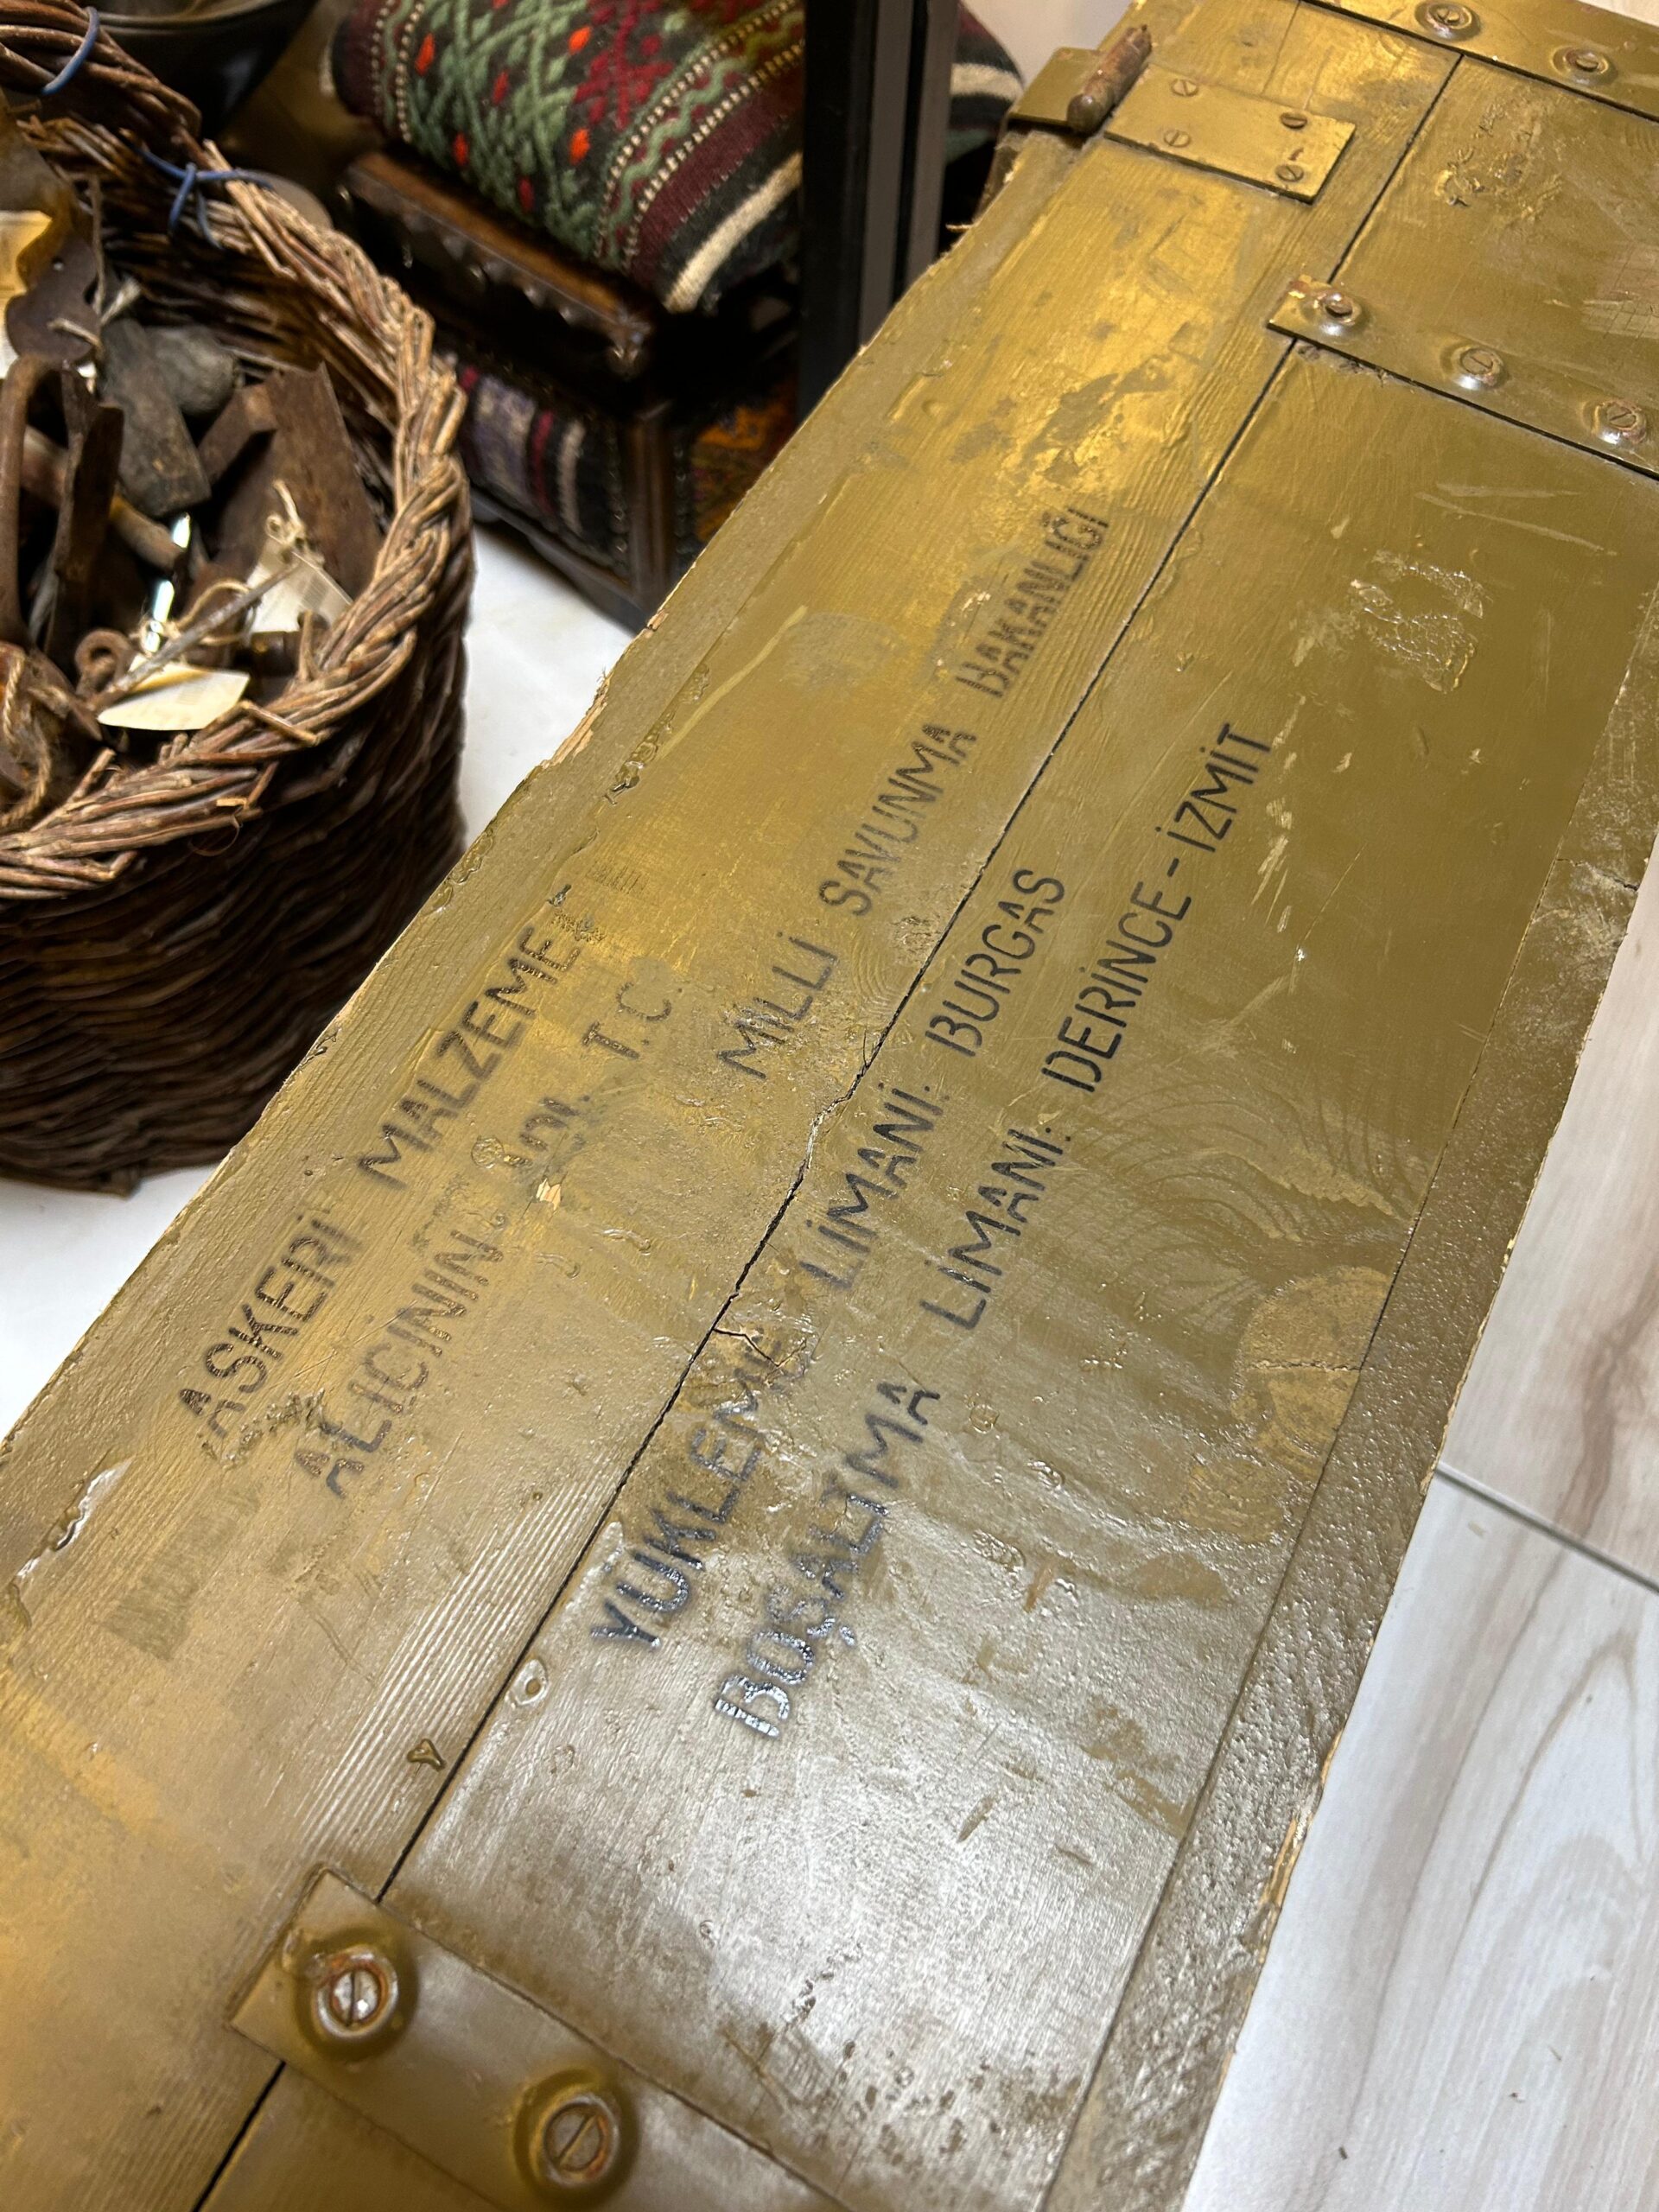 ASKERİ MALZEME
ALICININ T.C. MİLLİ SAVUNMA BAKANLIĞI
YÜKLEME LİMANİ: BURGAS
BOŞALTMA LİMANI: DERİNCE-İZMİT